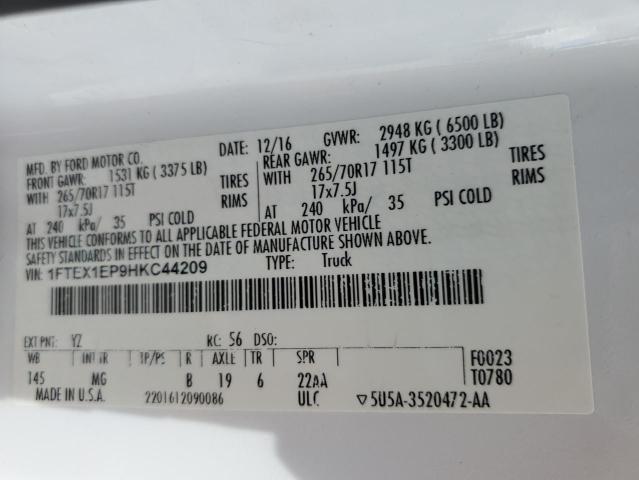 MFD. BY FORD MOTOR CO.
DATE: 12/16 GVWR: 2948 KG ( 6500 LB)
FRONT GAWR: 1531 KG ( 3375 LB) REAR GAWR: 1497 KG ( 3300 LB)
WITH 265/70R17 115T TIRES WITH 265/70R17 115T TIRES
17x7.5J RIMS 17x7.5J RIMS
AT 240 kPa/ 35 PSI COLD AT 240 kPa/ 35 PSI COLD
THIS VEHICLE CONFORMS TO ALL APPLICABLE FEDERAL MOTOR VEHICLE
SAFETY STANDARDS IN EFFECT ON THE DATE OF MANUFACTURE SHOWN ABOVE.
VIN: 1FTEX1EP9HKC44209 TYPE: Truck
EXT PNT: YZ RC: 56 DSO:
WB INT TR TP/PS R AXLE TR SPR F0023
145 MG B 19 6 22AA T0780
MADE IN U.S.A. 2201612090086 ULC 5U5A-3520472-AA